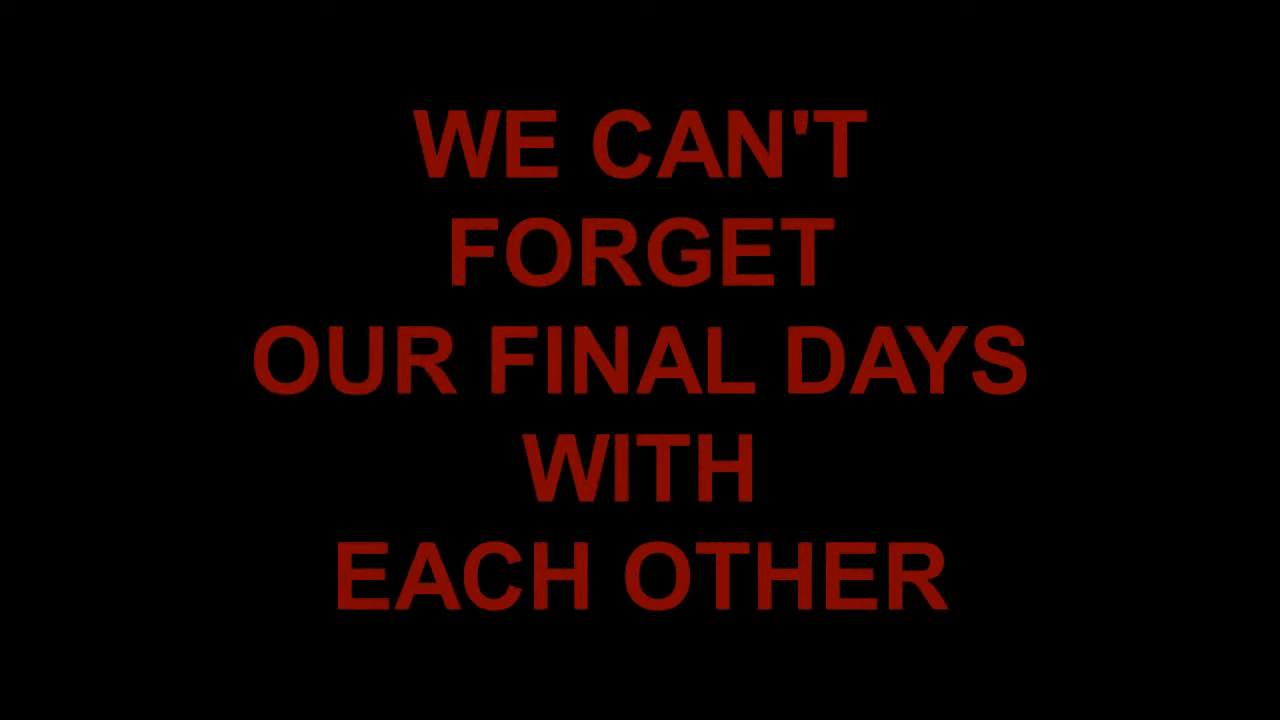 WE CAN'T
FORGET
OUR FINAL DAYS
WITH
EACH OTHER